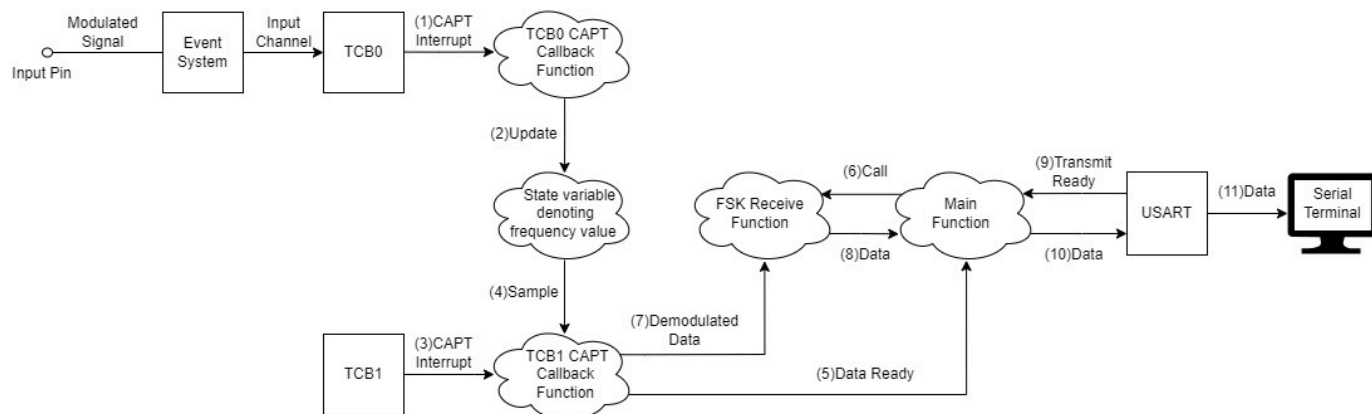 Modulated
Signal
Input Pin
Event
System
Input
Channel
TCB0
(1)CAPT
Interrupt
TCB0 CAPT
Callback
Function
(2)Update
State variable
denoting
frequency value
(4)Sample
TCB1
(3)CAPT
Interrupt
TCB1 CAPT
Callback
Function
(7)Demodulated
Data
(5)Data Ready
FSK Receive
Function
(6)Call
(8)Data
Main
Function
(9)Transmit
Ready
(10)Data
USART
(11)Data
Serial
Terminal